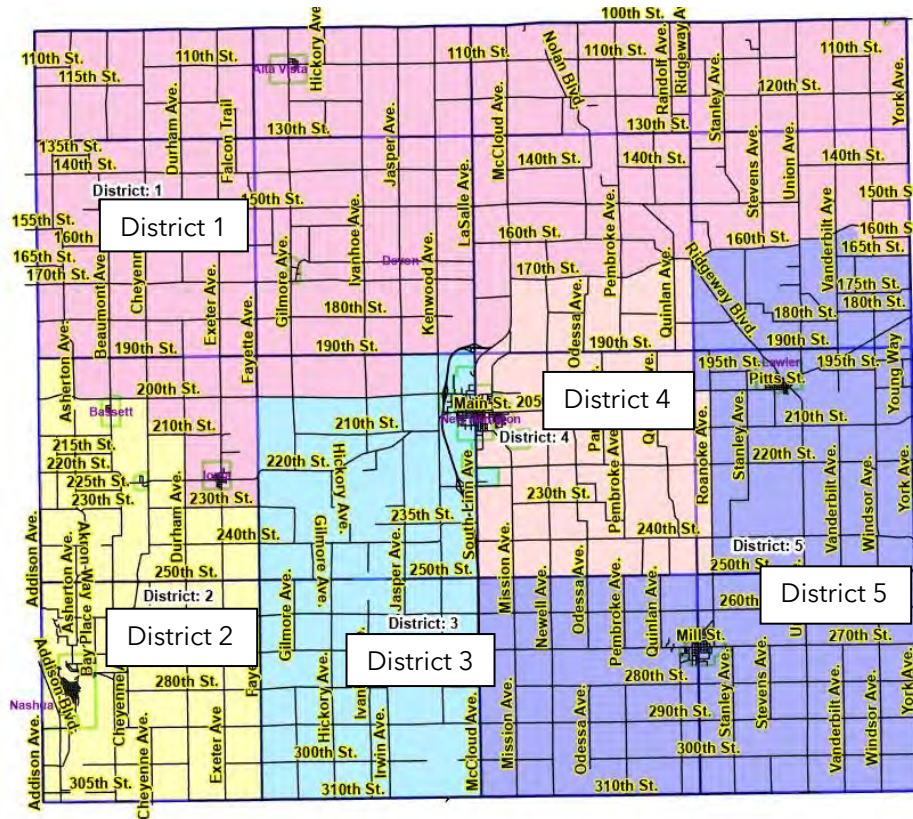 100th St.
Hickory Ave.
Nolan Blvd.
Randolf Ave.
Ridgeway Av
110th St.
110th St.
110th St.
110th St.
110th St.
115th St.
Alta Vista
120th St.
Stanley Ave.
York Ave.
Durham Ave.
Falcon Trail
130th St.
Jasper Ave.
McCloud Ave.
130th St.
135th St.
140th St.
140th St.
140th St.
140th St.
Stevens Ave.
Union Ave.
District: 1
District 1
150th St.
150th St.
LaSalle Ave.
155th St.
160th
160th St.
160th St.
160th St.
165th St.
165th St.
170th St.
170th St.
Beaumont Ave.
Cheyenn
Exeter Ave.
Fayette Ave.
Gilmore Ave.
Ivanhoe Ave.
Devon
Kenwood Ave.
Pembroke Ave.
Quinlan Ave.
Ridgeway Blvd.
Vanderbilt Ave
175th St.
180th St.
180th St.
180th St.
Asherton Ave.
190th St.
190th St.
190th St.
190th St.
Odessa Ave.
195th St.
Lawler
195th St.
Pitts St.
Young Way
200th St.
Bassett
Main St.
205
District 4
District: 4
210th St.
210th St.
210th St.
215th St.
220th St.
220th St.
220th St.
225th St.
230th St.
230th St.
230th St.
Hickory Ave.
Pembroke Ave.
Roanoke Ave.
Stanley Ave.
Vanderbilt Ave.
Windsor Ave.
York Ave.
235th St.
South Linn Ave.
240th St.
240th St.
Addison Ave.
Asherton Ave.
Akron Way
Bay Place
Durham Ave.
Gilmore Ave.
Jasper Ave.
250th St.
250th St.
250th St.
Mission Ave.
District: 5
District 5
260th
District: 2
District 2
District: 3
District 3
Gilmore Ave.
Newell Ave.
Odessa Ave.
Pembroke Ave.
Quinlan Ave.
Mill St.
270th St.
Nashua
Addison Blvd.
Cheyenne
280th St.
280th St.
Stanley Ave.
Stevens Ave.
290th St.
Addison Ave.
Cheyenne Ave.
Exeter Ave
Hickory Ave.
Irwin Ave.
McCloud Ave.
Mission Ave.
Odessa Ave.
300th St.
300th St.
Vanderbilt Ave.
Windsor Ave.
York Ave.
305th St.
310th St.
310th St.